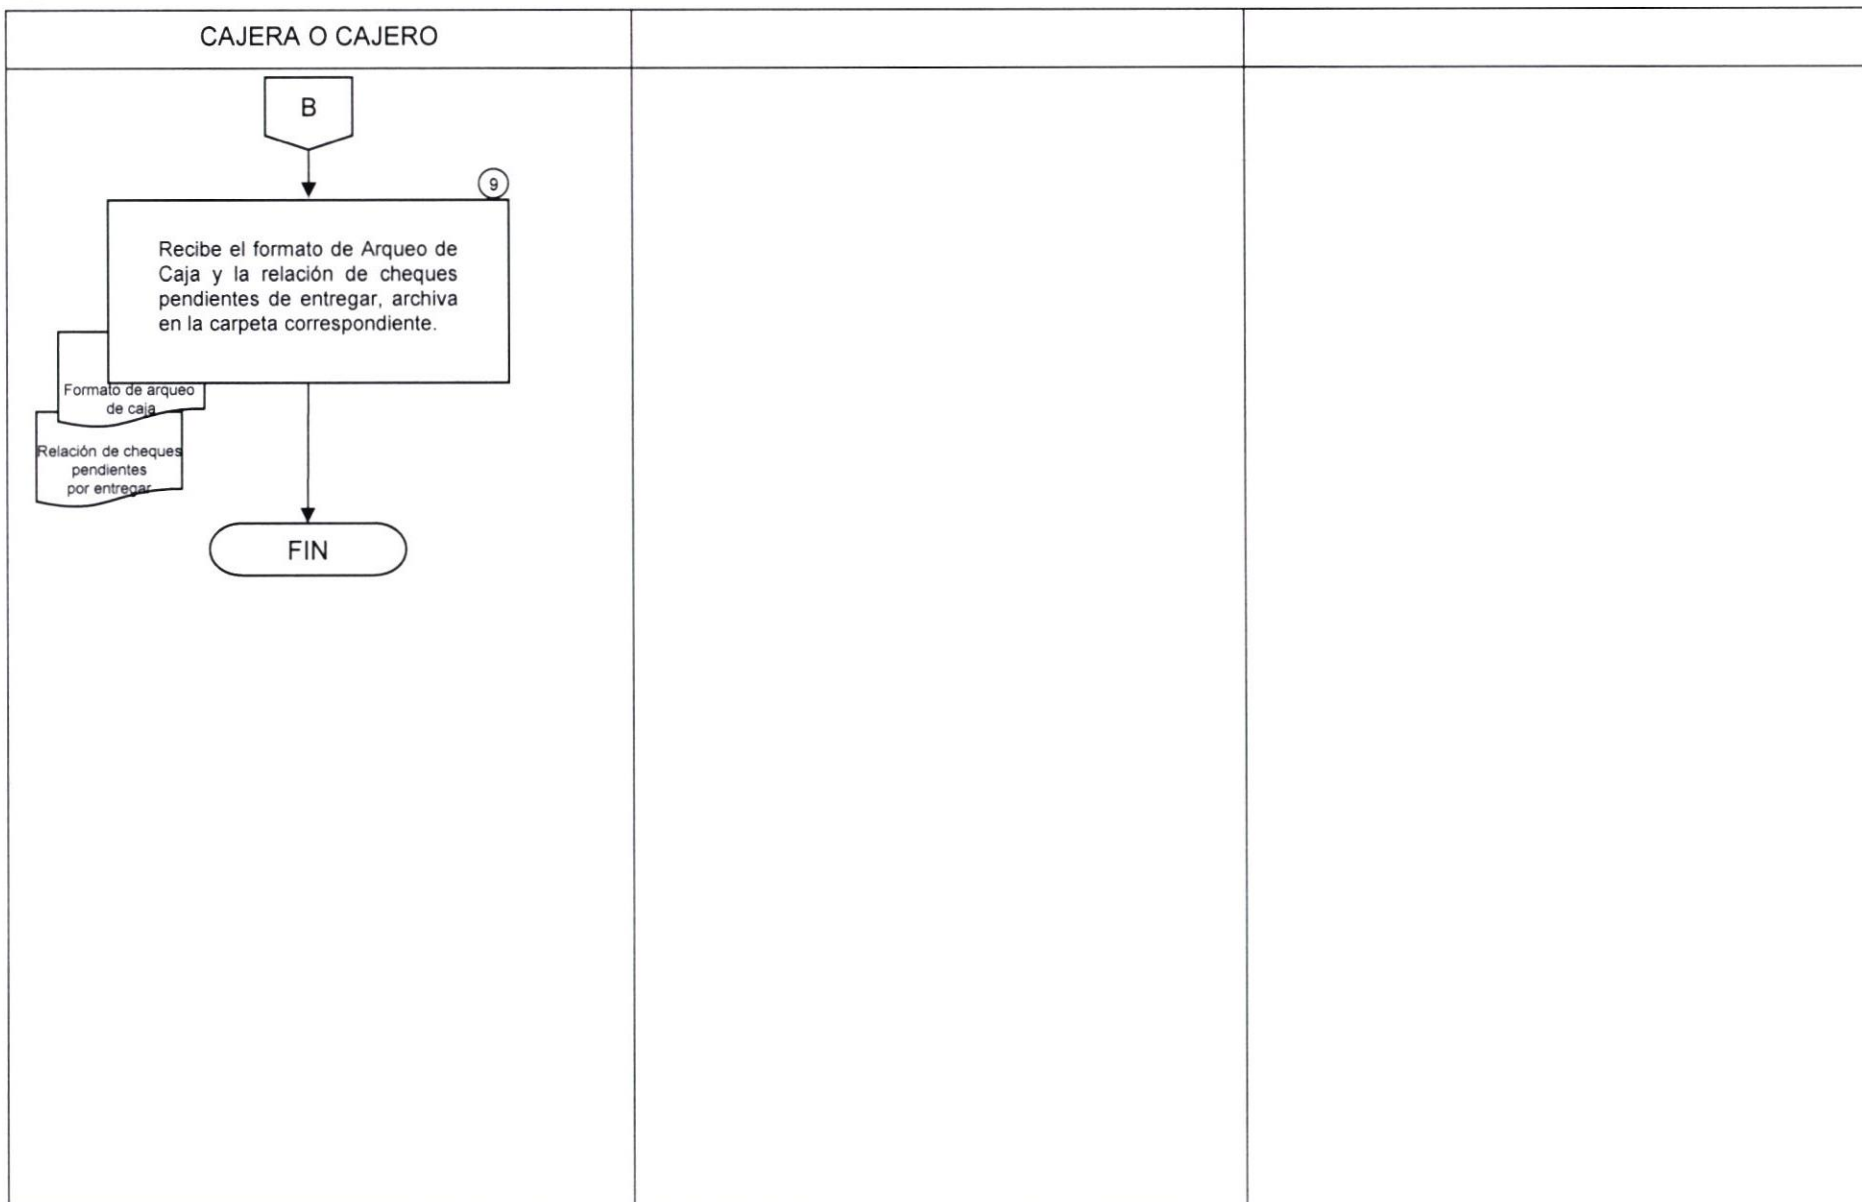 CAJERA O CAJERO
B
9
Recibe el formato de Arqueo de
Caja y la relación de cheques
pendientes de entregar, archiva
en la carpeta correspondiente.
Formato de arqueo
de caja
Relación de cheques
pendientes
por entregar
FIN